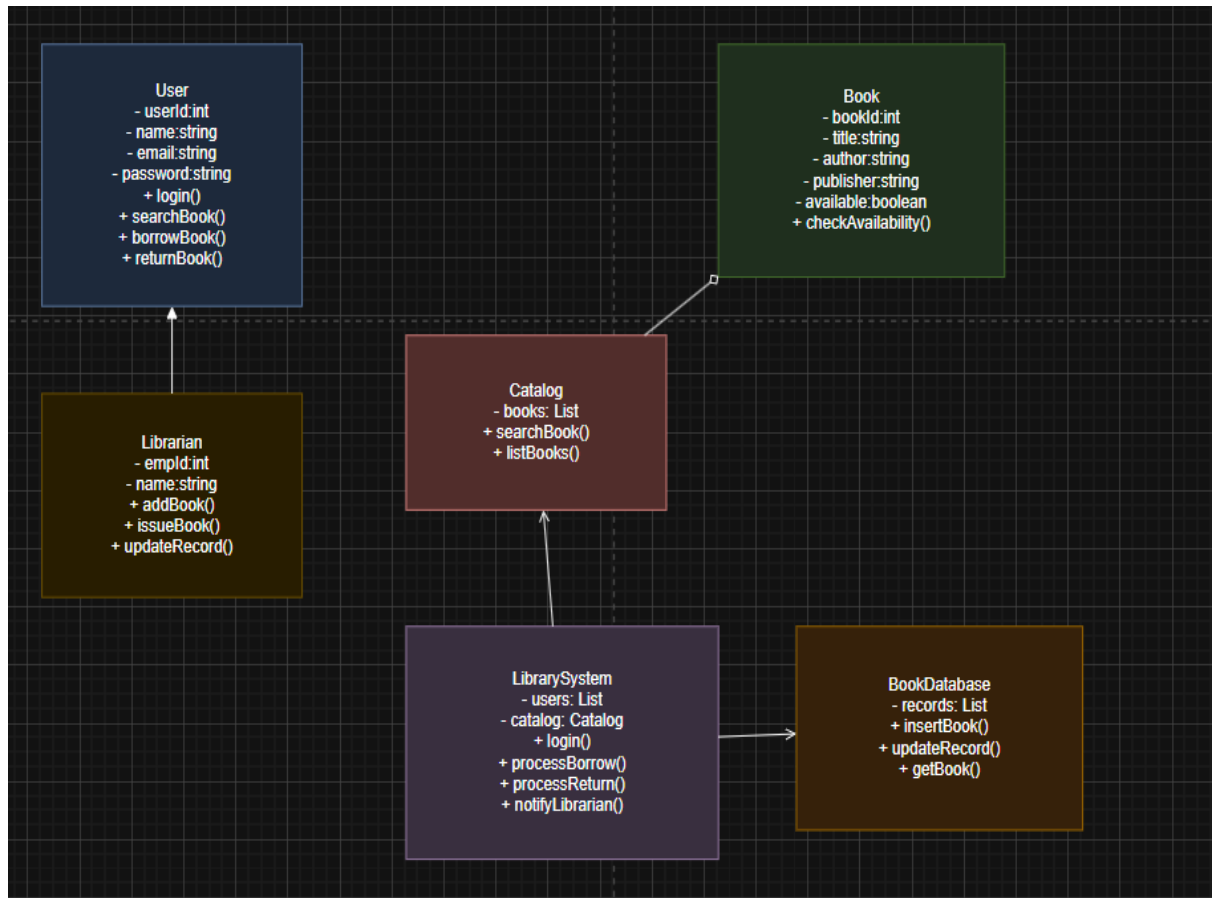 User
- userId:int
- name:string
- email:string
- password:string
+ login()
+ searchBook()
+ borrowBook()
+ returnBook()
Book
- bookId:int
- title:string
- author:string
- publisher:string
- available:boolean
+ checkAvailability()
Librarian
- empId:int
- name:string
+ addBook()
+ issueBook()
+ updateRecord()
Catalog
- books: List
+ searchBook()
+ listBooks()
LibrarySystem
- users: List
- catalog: Catalog
+ login()
+ processBorrow()
+ processReturn()
+ notifyLibrarian()
BookDatabase
- records: List
+ insertBook()
+ updateRecord()
+ getBook()